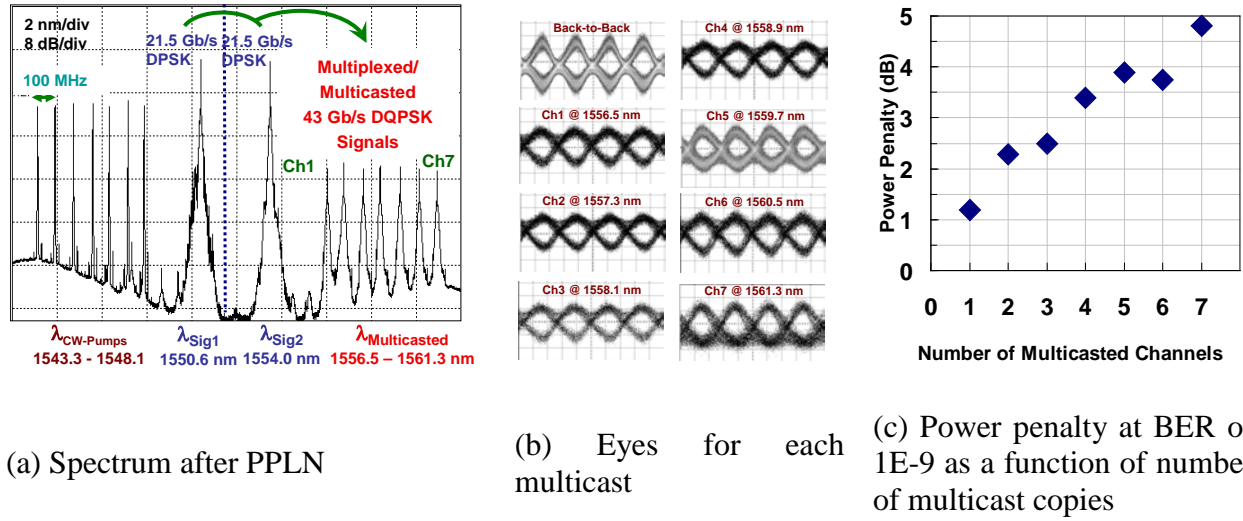 2 nm/div
8 dB/div
100 MHz
21.5 Gb/s
DPSK
21.5 Gb/s
DPSK
Multiplexed/
Multicasted
43 Gb/s DQPSK
Signals
Ch1
Ch7
λCW-Pumps
1543.3 - 1548.1
λSig1
1550.6 nm
λSig2
1554.0 nm
λMulticasted
1556.5 – 1561.3 nm
(a) Spectrum after PPLN
Back-to-Back
Ch1 @ 1556.5 nm
Ch2 @ 1557.3 nm
Ch3 @ 1558.1 nm
Ch4 @ 1558.9 nm
Ch5 @ 1559.7 nm
Ch6 @ 1560.5 nm
Ch7 @ 1561.3 nm
(b) Eyes for each
multicast
Power Penalty (dB)
5
4
3
2
1
0
0 1 2 3 4 5 6 7
Number of Multicasted Channels
(c) Power penalty at BER o
1E-9 as a function of numbe
of multicast copies